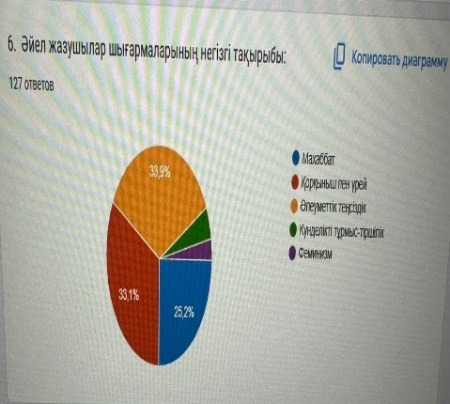 6. Әйел жазушылар шығармаларының негізгі тақырыбы:
Копировать диаграмму
127 ответов
33,9%
33,1%
25,2%
Махаббат
Қорқыныш пен үрей
Әлеуметтік теңсіздік
Күнделікті тұрмыс-тіршілік
Феминизм